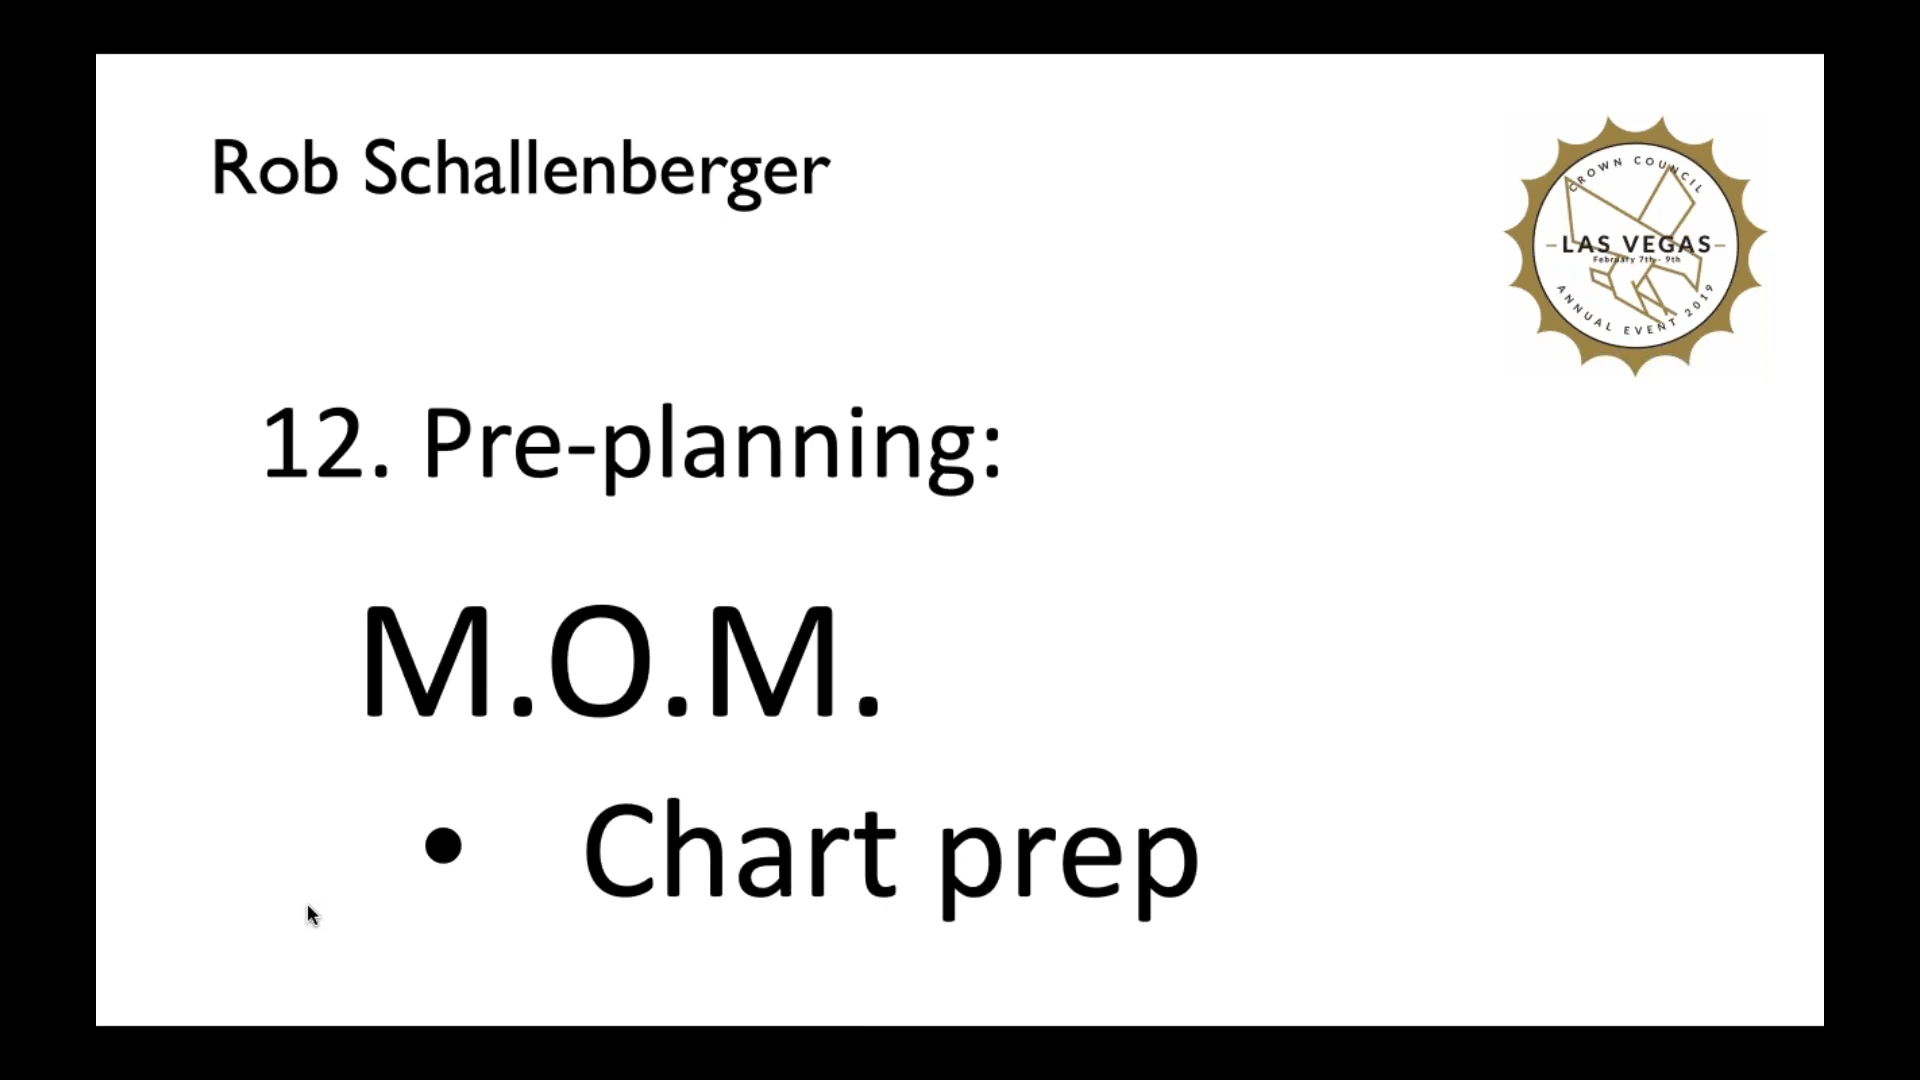 Rob Schallenberger
CROWN COUNCIL
LAS VEGAS
February 7th - 9th
ANNUAL EVENT 2019
12. Pre-planning:
M.O.M.
• Chart prep